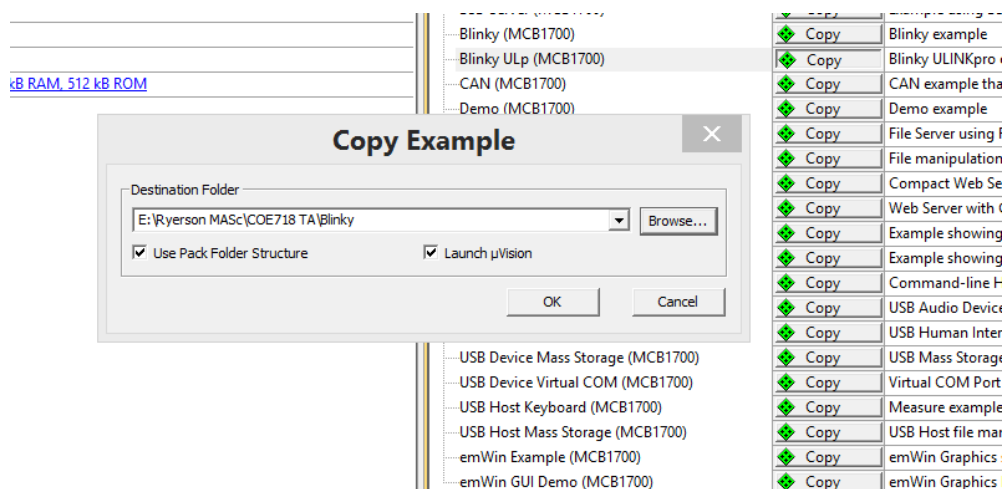 Blinky (MCB1700) Copy Blinky example
Blinky ULp (MCB1700) Copy Blinky ULINKpro
kB RAM, 512 kB ROM CAN (MCB1700) Copy CAN example tha
Demo (MCB1700) Copy Demo example
Copy Example
Copy File Server using
Copy File manipulation
Destination Folder Copy Compact Web Se
E:\Ryerson MASc\COE718 TA\Blinky Browse... Copy Web Server with
Copy Example showing
Use Pack Folder Structure Launch µVision Copy Example showing
Copy Command-line H
OK Cancel Copy USB Audio Device
Copy USB Human Inter
USB Device Mass Storage (MCB1700) Copy USB Mass Storage
USB Device Virtual COM (MCB1700) Copy Virtual COM Port
USB Host Keyboard (MCB1700) Copy Measure example
USB Host Mass Storage (MCB1700) Copy USB Host file mar
emWin Example (MCB1700) Copy emWin Graphics
emWin GUI Demo (MCB1700) Copy emWin Graphics